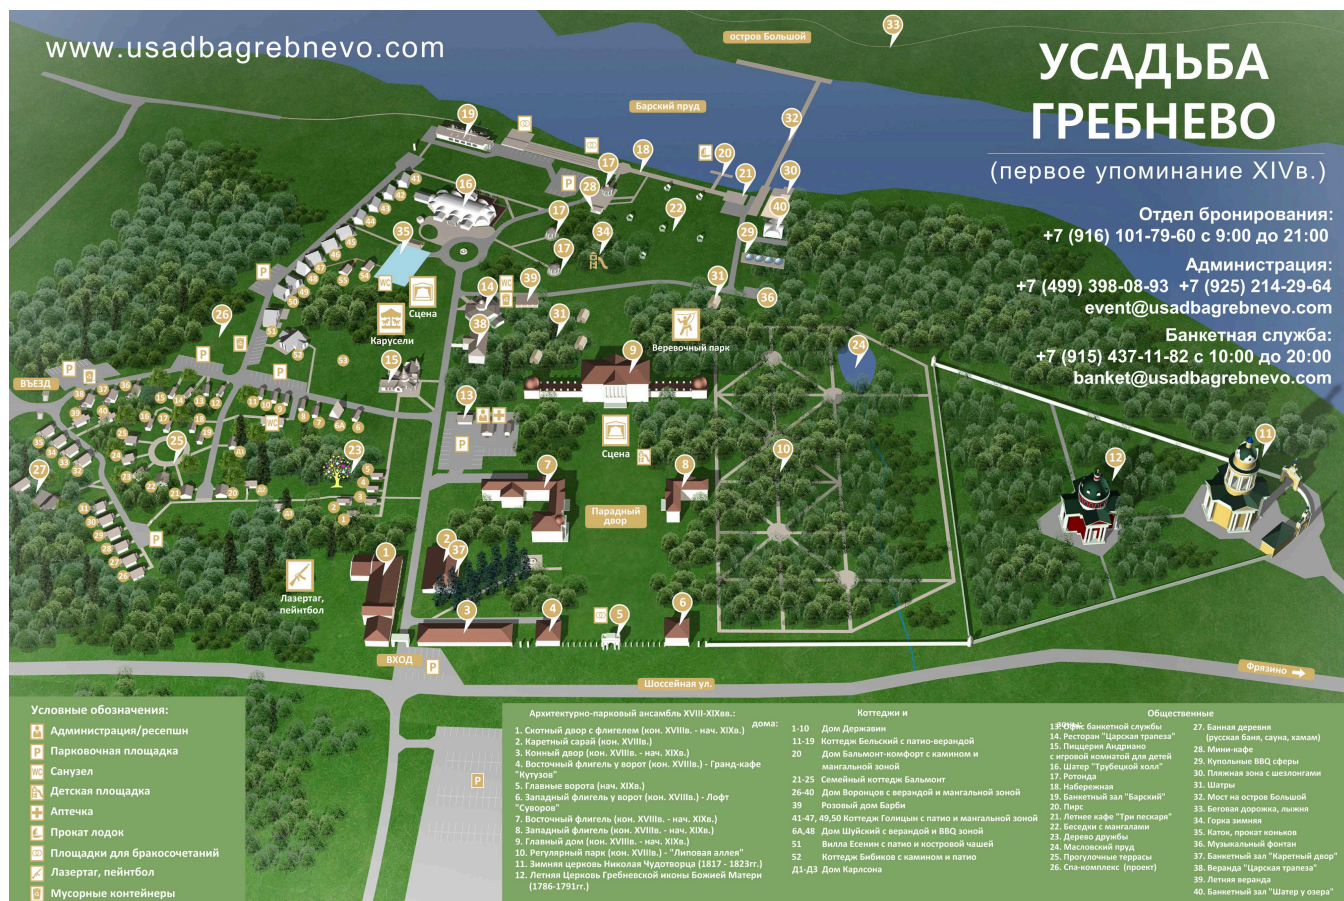 www.usadbagrebnevo.com
УСАДЬБА
ГРЕБНЕВО
(первое упоминание XIVв.)
Отдел бронирования:
+7 (916) 101-79-60 с 9:00 до 21:00
Администрация:
+7 (499) 398-08-93 +7 (925) 214-29-64
event@usadbagrebnevo.com
Банкетная служба:
+7 (915) 437-11-82 с 10:00 до 20:00
banket@usadbagrebnevo.com
остров Большой
Барский пруд
Сцена
Карусели
Веревочный парк
ВЪЕЗД
Сцена
Парадный
двор
Лазертаг,
пейнтбол
ВХОД
Шоссейная ул.
Фрязино
Условные обозначения:
Администрация/ресепшн
P Парковочная площадка
WC Санузел
Детская площадка
Аптечка
Прокат лодок
Площадки для бракосочетаний
Лазертаг, пейнтбол
Мусорные контейнеры
Архитектурно-парковый ансамбль XVIII-XIXвв.:
1. Скотный двор с флигелем (кон. XVIIIв. - нач. XIXв.)
2. Каретный сарай (кон. XVIIIв.)
3. Конный двор (кон. XVIIIв. - нач. XIXв.)
4. Восточный флигель у ворот (кон. XVIIIв.) - Гранд-кафе
"Кутузов"
5. Главные ворота (нач. XIXв.)
6. Западный флигель у ворот (кон. XVIIIв.) - Лофт
"Суворов"
7. Восточный флигель (кон. XVIIIв. - нач. XIXв.)
8. Западный флигель (кон. XVIIIв. - нач. XIXв.)
9. Главный дом (кон. XVIIIв. - нач. XIXв.)
10. Регулярный парк (кон. XVIIIв.) - "Липовая аллея"
11. Зимняя церковь Николая Чудотворца (1817 - 1823гг.)
12. Летняя Церковь Гребневской иконы Божией Матери
(1786-1791гг.)
Коттеджи и
дома:
1-10 Дом Державин
11-19 Коттедж Бельский с патио-верандой
20 Дом Бальмонт-комфорт с камином и
мангальной зоной
21-25 Семейный коттедж Бальмонт
26-40 Дом Воронцов с верандой и мангальной зоной
39 Розовый дом Барби
41-47, 49,50 Коттедж Голицын с патио и мангальной зоной
6А,48 Дом Шуйский с верандой и BBQ зоной
51 Вилла Есенин с патио и костровой чашей
52 Коттедж Бибиков с камином и патио
Д1-Д3 Дом Карлсона
Общественные
зоны:
13. Офис банкетной службы
14. Ресторан "Царская трапеза"
15. Пиццерия Андриано
с игровой комнатой для детей
16. Шатер "Трубецкой холл"
17. Ротонда
18. Набережная
19. Банкетный зал "Барский"
20. Пирс
21. Летнее кафе "Три пескаря"
22. Беседки с мангалами
23. Дерево дружбы
24. Масловский пруд
25. Прогулочные террасы
26. Спа-комплекс (проект)
27. Банная деревня
(русская баня, сауна, хамам)
28. Мини-кафе
29. Купольные BBQ сферы
30. Пляжная зона с шезлонгами
31. Шатры
32. Мост на остров Большой
33. Беговая дорожка, лыжня
34. Горка зимняя
35. Каток, прокат коньков
36. Музыкальный фонтан
37. Банкетный зал "Каретный двор"
38. Веранда "Царская трапеза"
39. Летняя веранда
40. Банкетный зал "Шатер у озера"